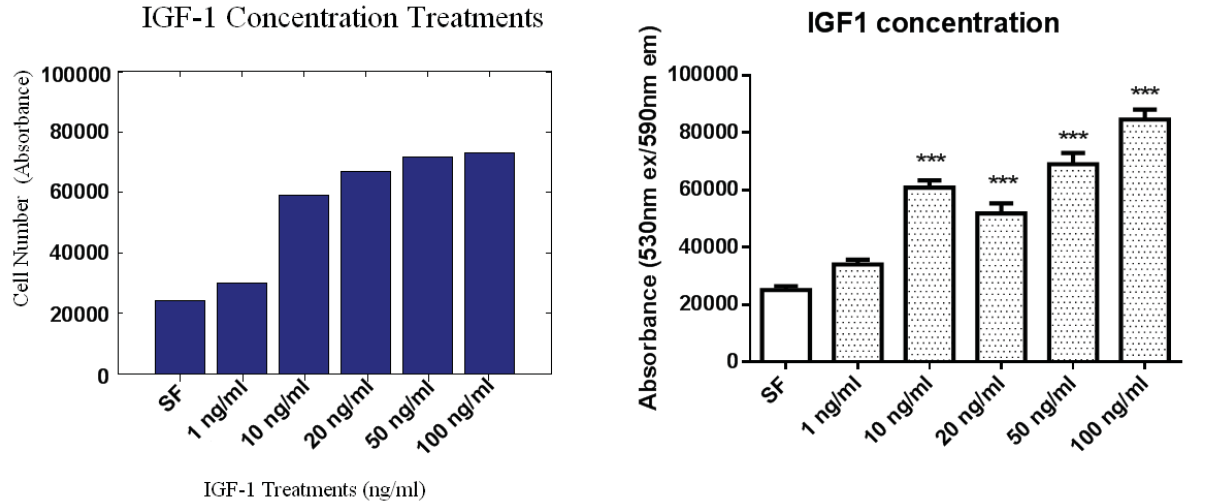 IGF-1 Concentration Treatments
Cell Number (Absorbance)
100000
80000
60000
40000
20000
0
SF
1 ng/ml
10 ng/ml
20 ng/ml
50 ng/ml
100 ng/ml
IGF-1 Treatments (ng/ml)
IGF1 concentration
Absorbance (530nm ex/590nm em)
100000
80000
60000
40000
20000
0
***
***
***
***
SF
1 ng/ml
10 ng/ml
20 ng/ml
50 ng/ml
100 ng/ml